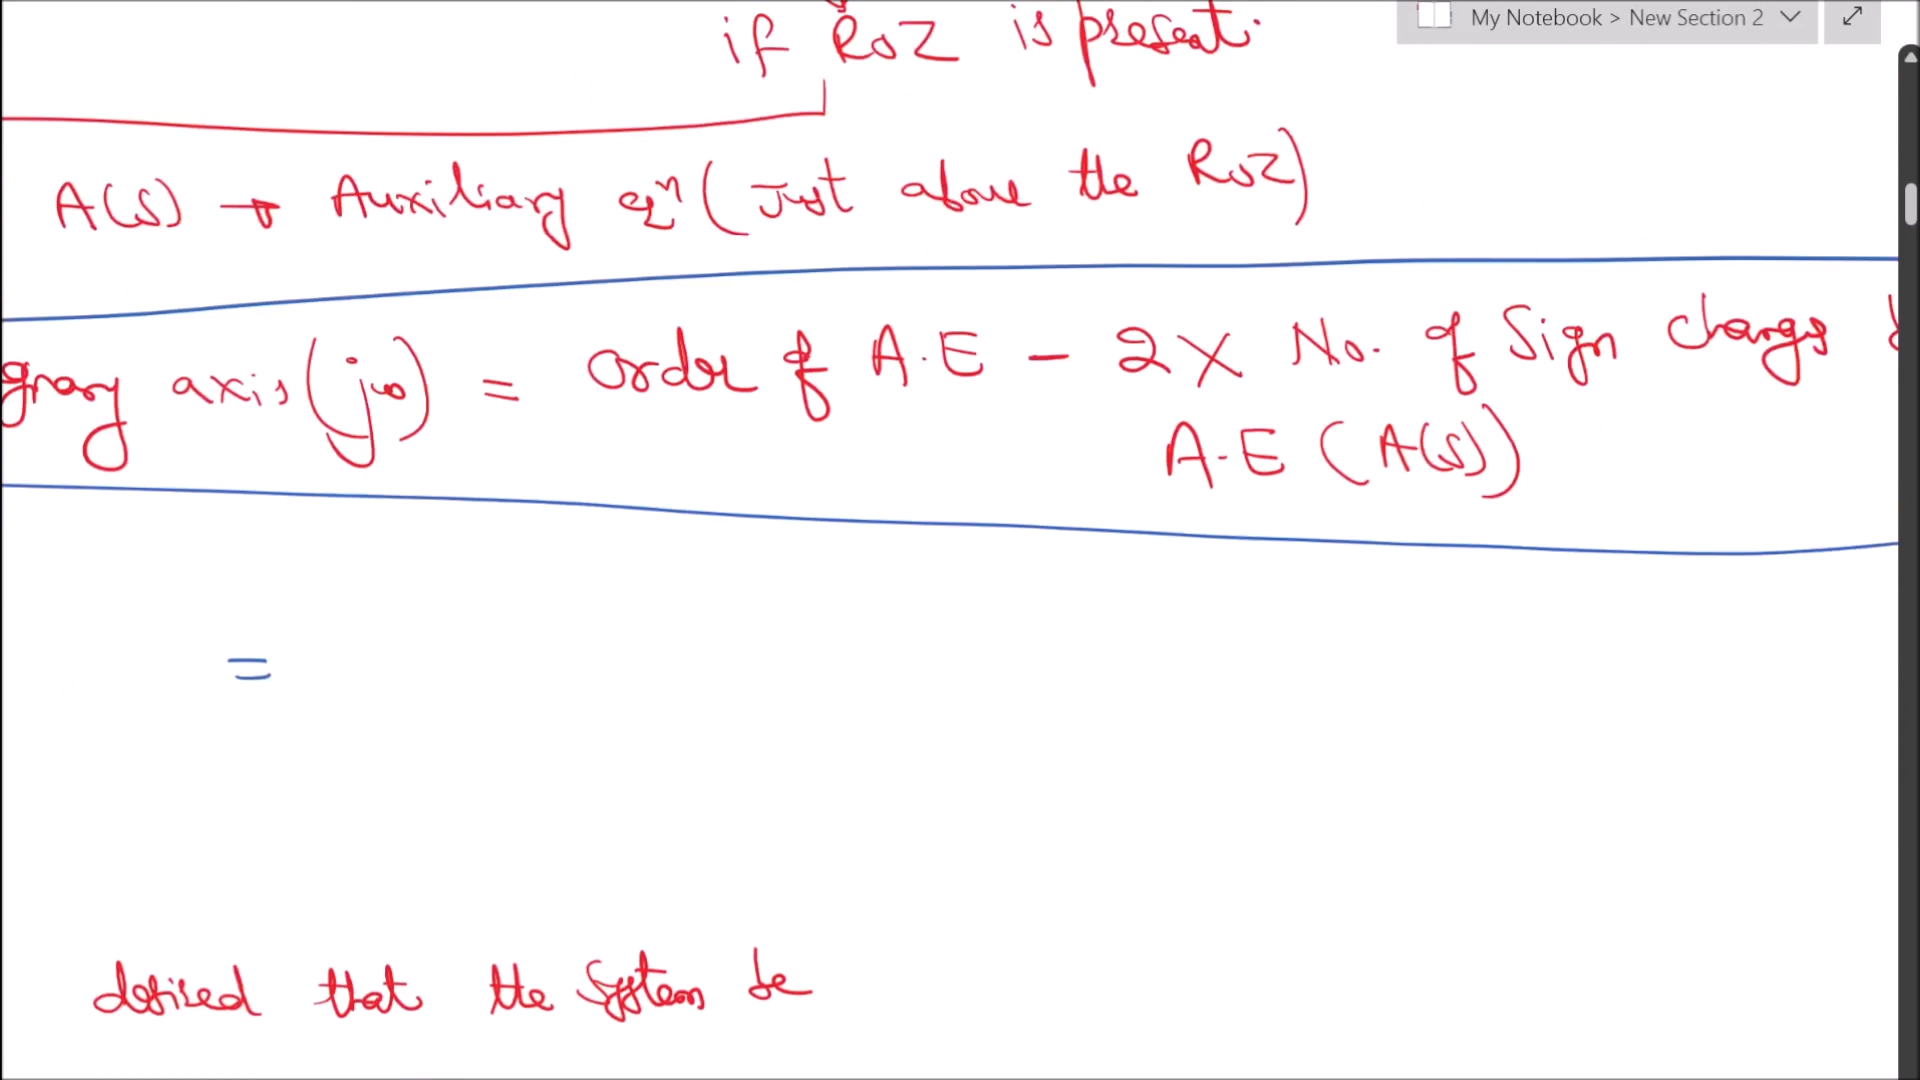 My Notebook > New Section 2
if ROZ is present.
A(S) → Auxiliary eqn (Just above the ROZ)
axis (jω) = Order of A.E - 2 X No. of Sign changes
A.E (A(S))
=
desired that the system be